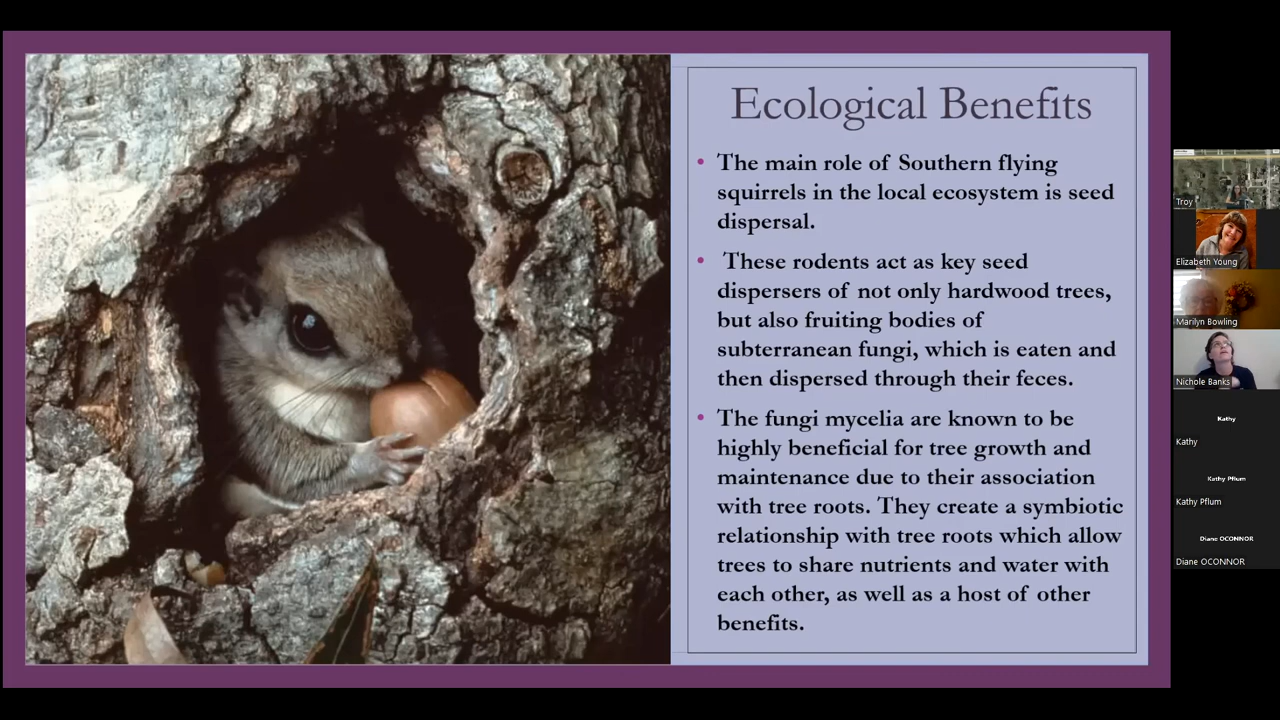 Ecological Benefits
• The main role of Southern flying
squirrels in the local ecosystem is seed
dispersal.
• These rodents act as key seed
dispersers of not only hardwood trees,
but also fruiting bodies of
subterranean fungi, which is eaten and
then dispersed through their feces.
• The fungi mycelia are known to be
highly beneficial for tree growth and
maintenance due to their association
with tree roots. They create a symbiotic
relationship with tree roots which allow
trees to share nutrients and water with
each other, as well as a host of other
benefits.
Troy
Elizabeth Young
Marilyn Bowling
Nichole Banks
Kathy
Kathy
Kathy Pflum
Kathy Pflum
Diane OCONNOR
Diane OCONNOR